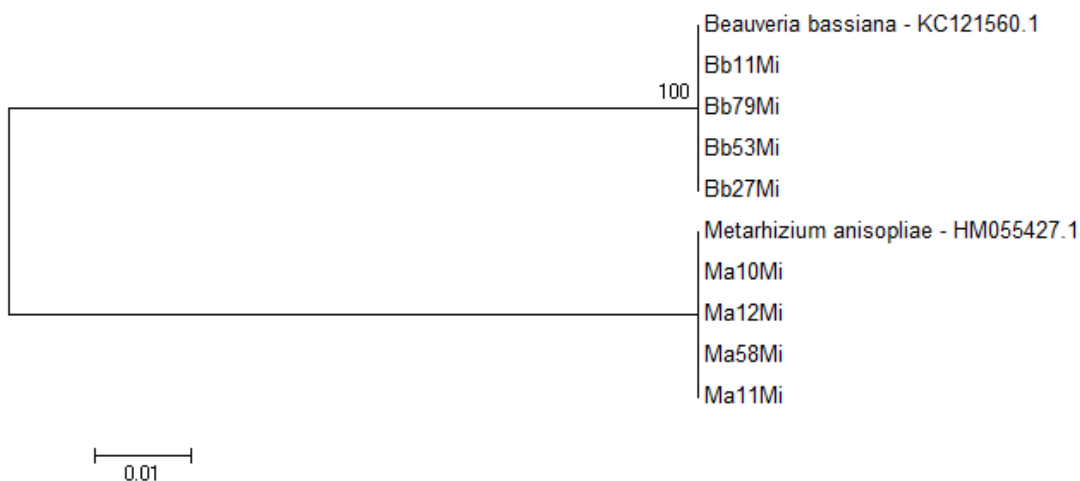 Beauveria bassiana - KC121560.1
Bb11Mi
100
Bb79Mi
Bb53Mi
Bb27Mi
Metarhizium anisopliae - HM055427.1
Ma10Mi
Ma12Mi
Ma58Mi
Ma11Mi
0.01